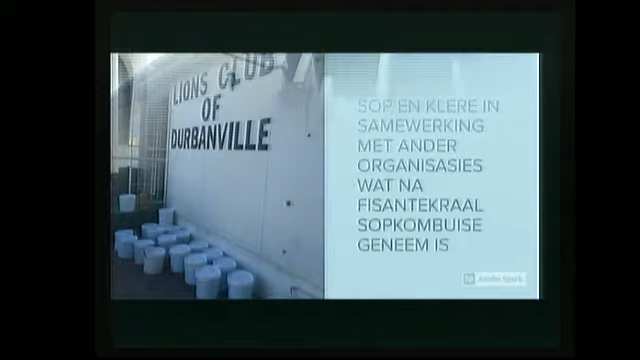 LIONS CLUB
OF
DURBANVILLE
SOP EN KLERE IN
SAMEWERKING
MET ANDER
ORGANISASIES
WAT NA
FISANTEKRAAL
SOPKOMBUISE
GENEEM IS
Adobe Spark